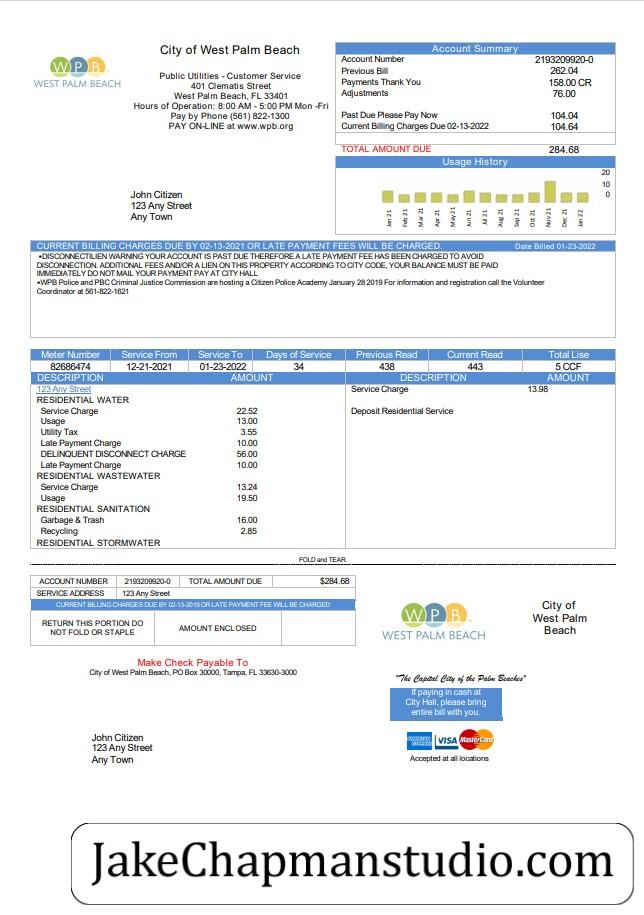 W P B
WEST PALM BEACH
City of West Palm Beach
Public Utilities - Customer Service
401 Clematis Street
West Palm Beach, FL 33401
Hours of Operation: 8:00 AM - 5:00 PM Mon -Fri
Pay by Phone (561) 822-1300
PAY ON-LINE at www.wpb.org
Account Summary
Account Number 2193209920-0
Previous Bill 262.04
Payments Thank You 158.00 CR
Adjustments 76.00
Past Due Please Pay Now 104.04
Current Billing Charges Due 02-13-2022 104.64
TOTAL AMOUNT DUE 284.68
Usage History
20
10
0
Jan 21 Feb 21 Mar 21 Apr 21 May21 Jun 21 Jul 21 Aug 21 Sep 21 Oct 21 Nov 21 Dec 21 Jan 22
John Citizen
123 Any Street
Any Town
CURRENT BILLING CHARGES DUE BY 02-13-2021 OR LATE PAYMENT FEES WILL BE CHARGED. Date Billed 01-23-2022
•DISCONNECTILIEN WARNING YOUR ACCOUNT IS PAST DUE THEREFORE A LATE PAYMENT FEE HAS BEEN CHARGED TO AVOID
DISCONNECTION. ADDITIONAL FEES AND/OR A LIEN ON THIS PROPERTY ACCORDING TO CITY CODE, YOUR BALANCE MUST BE PAID
IMMEDIATELY DO NOT MAIL YOUR PAYMENT PAY AT CITY HALL
•WPB Police and PBC Criminal Justice Commission are hosting a Citizen Police Academy January 28 2019 For information and registration call the Volunteer
Coordinator at 561-822-1621
Meter Number Service From Service To Days of Service Previous Read Current Read Total Lise
82686474 12-21-2021 01-23-2022 34 438 443 5 CCF
DESCRIPTION AMOUNT DESCRIPTION AMOUNT
123 Any Street Service Charge 13.98
RESIDENTIAL WATER
Service Charge 22.52 Deposit Residential Service
Usage 13.00
Utility Tax 3.55
Late Payment Charge 10.00
DELINQUENT DISCONNECT CHARGE 56.00
Late Payment Charge 10.00
RESIDENTIAL WASTEWATER
Service Charge 13.24
Usage 19.50
RESIDENTIAL SANITATION
Garbage & Trash 16.00
Recycling 2.85
RESIDENTIAL STORMWATER
FOLD and TEAR.
ACCOUNT NUMBER 2193209920-0 TOTAL AMOUNT DUE $284.68
SERVICE ADDRESS 123 Any Street
CURRENT BILLING CHARGES DUE BY 02-13-2019 OR LATE PAYMENT FEE WILL BE CHARGED
RETURN THIS PORTION DO
NOT FOLD OR STAPLE
AMOUNT ENCLOSED
Make Check Payable To
City of West Palm Beach, PO Box 30000, Tampa, FL 33630-3000
W P B
WEST PALM BEACH
City of
West Palm
Beach
"The Capital City of the Palm Beaches"
If paying in cash at
City Hall, please bring
entire bill with you.
AMERICAN EXPRESS VISA MasterCard
Accepted at all locations
John Citizen
123 Any Street
Any Town
JakeChapmanstudio.com